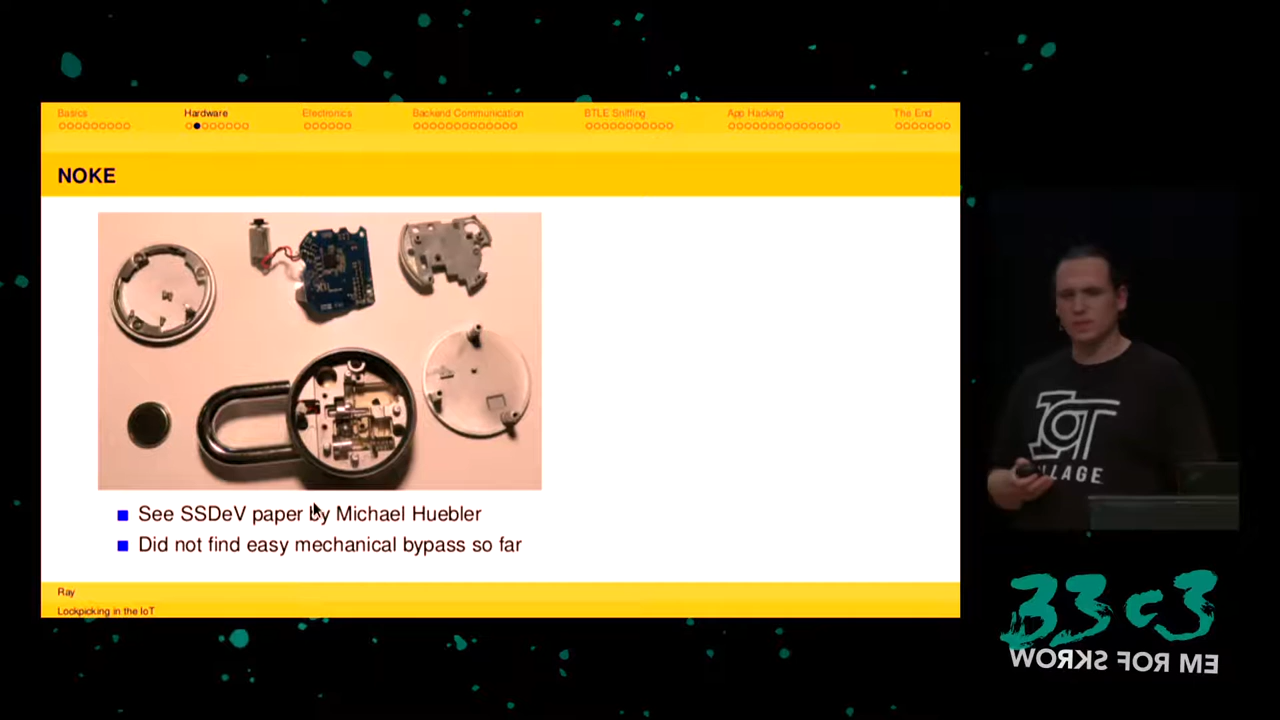 Basics
Hardware
Electronics
Backend Communication
BTLE Sniffing
App Hacking
The End
NOKE
See SSDeV paper by Michael Huebler
Did not find easy mechanical bypass so far
Ray
Lockpicking in the IoT
IoT
VILLAGE
33c3
WORKS FOR ME